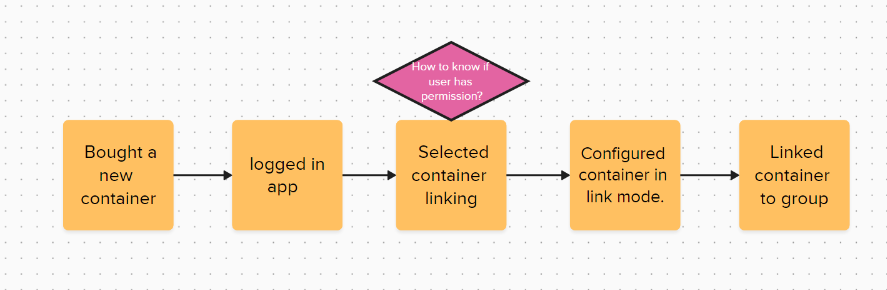 How to know if
user has
permission?
Bought a
new
container
logged in
app
Selected
container
linking
Configured
container in
link mode.
Linked
container
to group